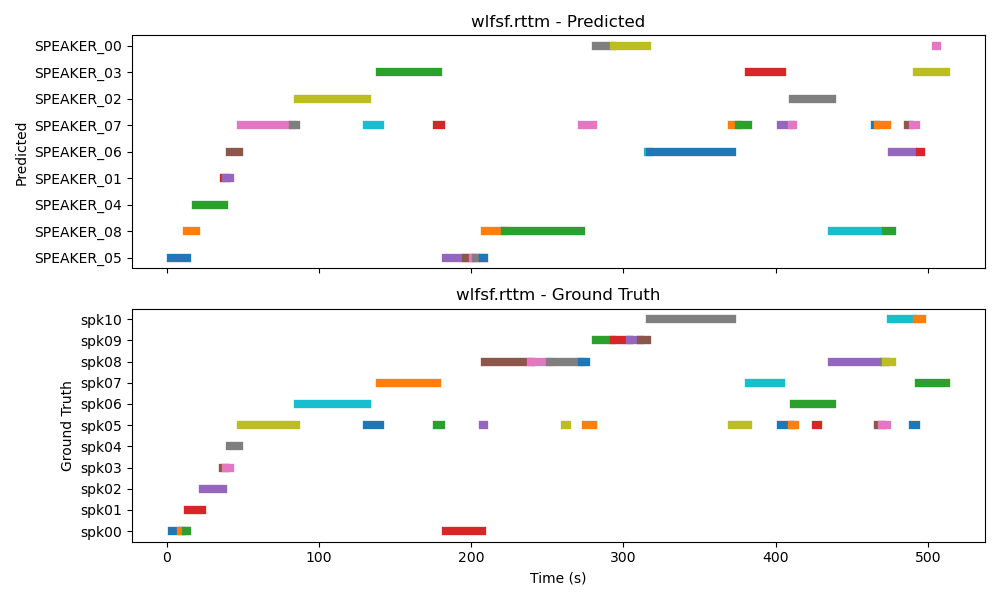 wlfsf.rttm - Predicted
Predicted
SPEAKER_00
SPEAKER_03
SPEAKER_02
SPEAKER_07
SPEAKER_06
SPEAKER_01
SPEAKER_04
SPEAKER_08
SPEAKER_05
wlfsf.rttm - Ground Truth
Ground Truth
spk10
spk09
spk08
spk07
spk06
spk05
spk04
spk03
spk02
spk01
spk00
0 100 200 300 400 500
Time (s)